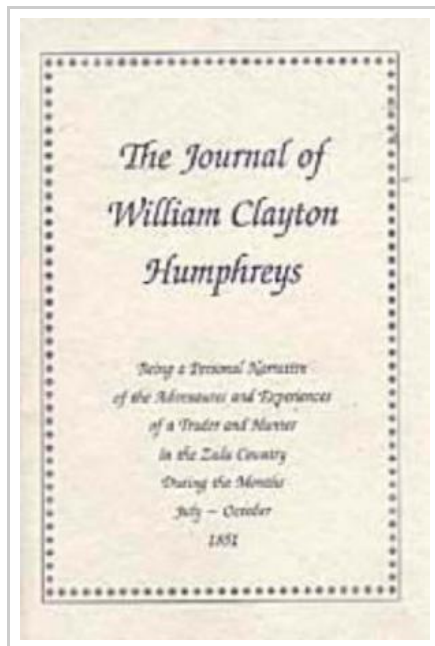 The Journal of
William Clayton
Humphreys
Being a Personal Narrative
of the Adventures and Experiences
of a Trader and Hunter
in the Zulu Country
During the Months
July – October
1851